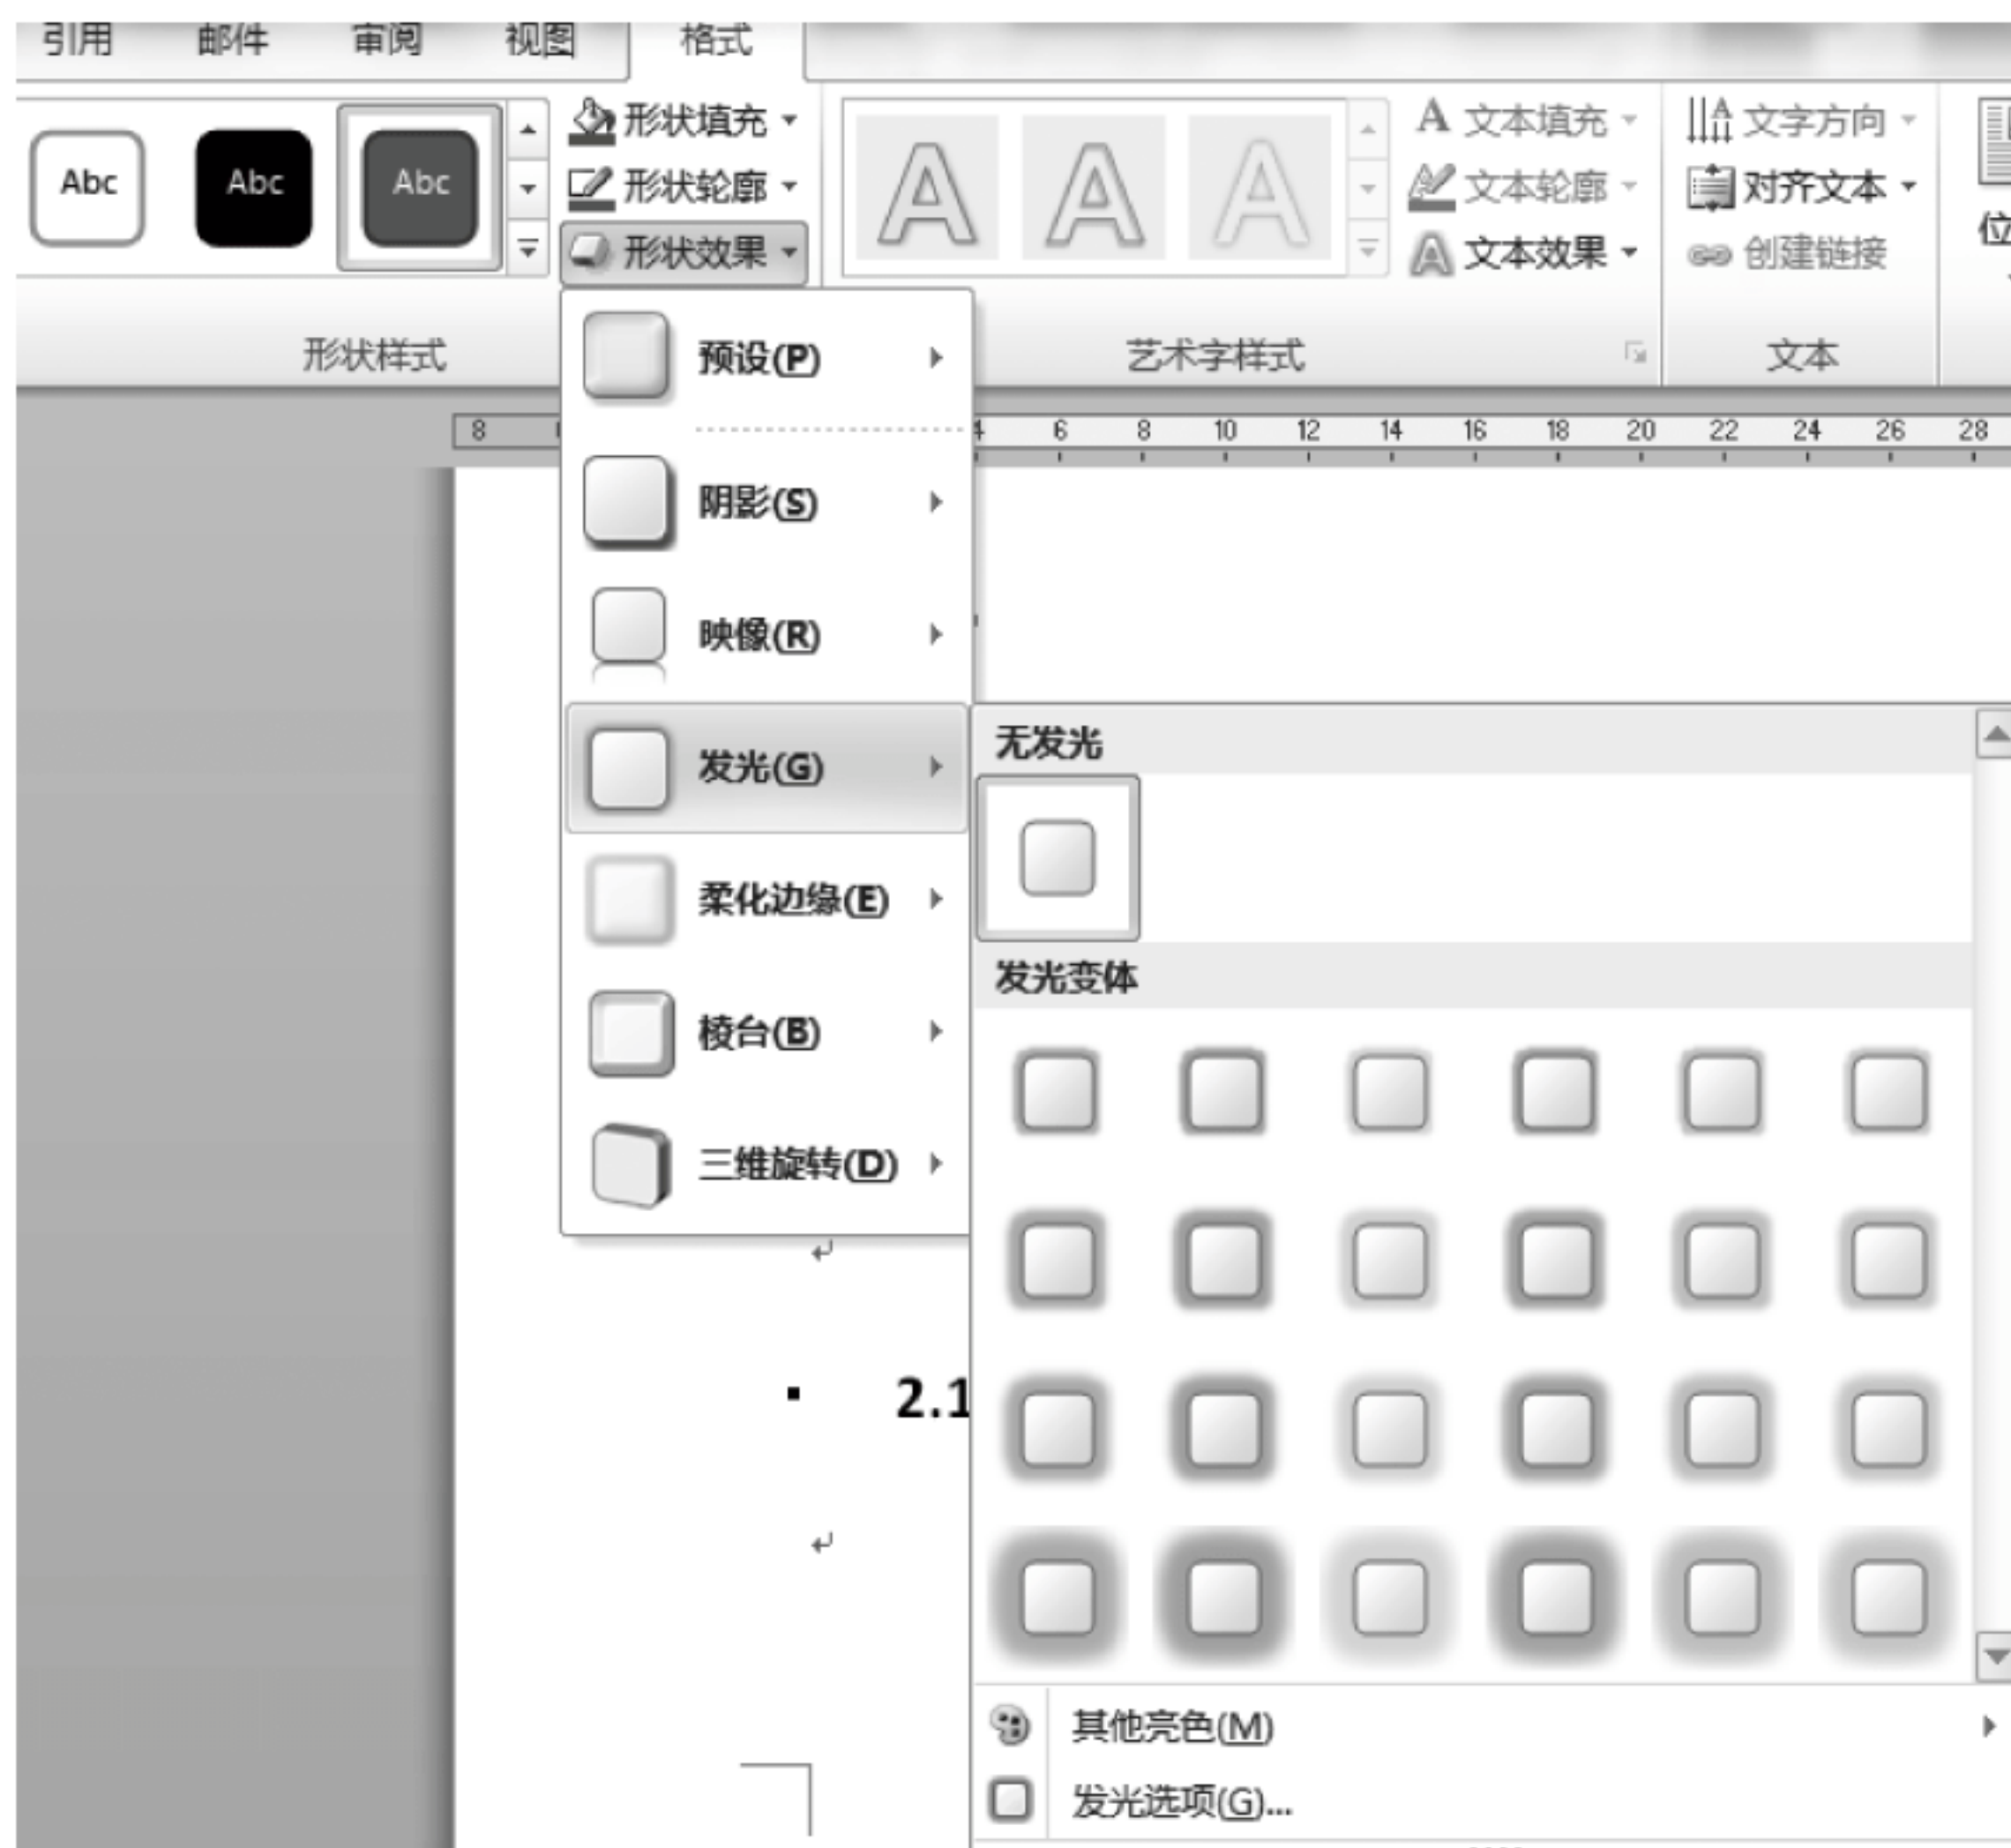 引用 邮件 审阅 视图 格式
Abc Abc Abc 形状填充 文本填充 文字方向
形状轮廓 文本轮廓 对齐文本
形状效果 A A A 文本效果 创建链接
形状样式 艺术字样式 文本
8 4 6 8 10 12 14 16 18 20 22 24 26 28
预设(P)
阴影(S)
映像(R)
发光(G)
柔化边缘(E)
棱台(B)
三维旋转(D)
无发光
发光变体
2.1
其他亮色(M)
发光选项(G)...